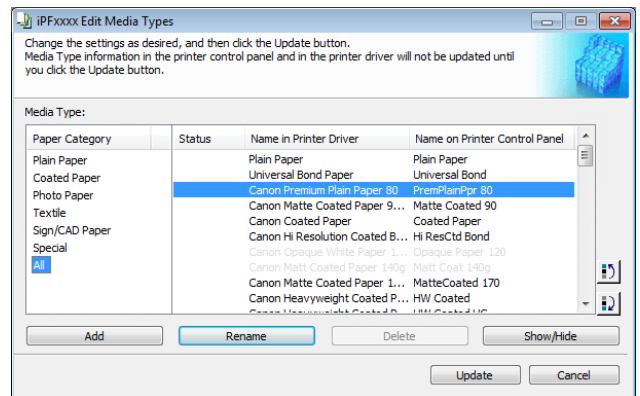 iPFxxxx Edit Media Types
Change the settings as desired, and then click the Update button.
Media Type information in the printer control panel and in the printer driver will not be updated until
you click the Update button.
Media Type:
Paper Category Status Name in Printer Driver Name on Printer Control Panel
Plain Paper Plain Paper Plain Paper
Coated Paper Universal Bond Paper Universal Bond
Photo Paper Canon Premium Plain Paper 80 PremPlainPpr 80
Textile Canon Matte Coated Paper 9... Matte Coated 90
Sign/CAD Paper Canon Coated Paper Coated Paper
Special Canon Hi Resolution Coated B... Hi ResCtd Bond
All Canon Opaque White Paper 1... Opaque Paper 120
Canon Matt Coated Paper 140g Matt Coat 140g
Canon Matte Coated Paper 1... MatteCoated 170
Canon Heavyweight Coated P... HW Coated
Canon Heavyweight Coated P... HW Coated HG
Add Rename Delete Show/Hide
Update Cancel